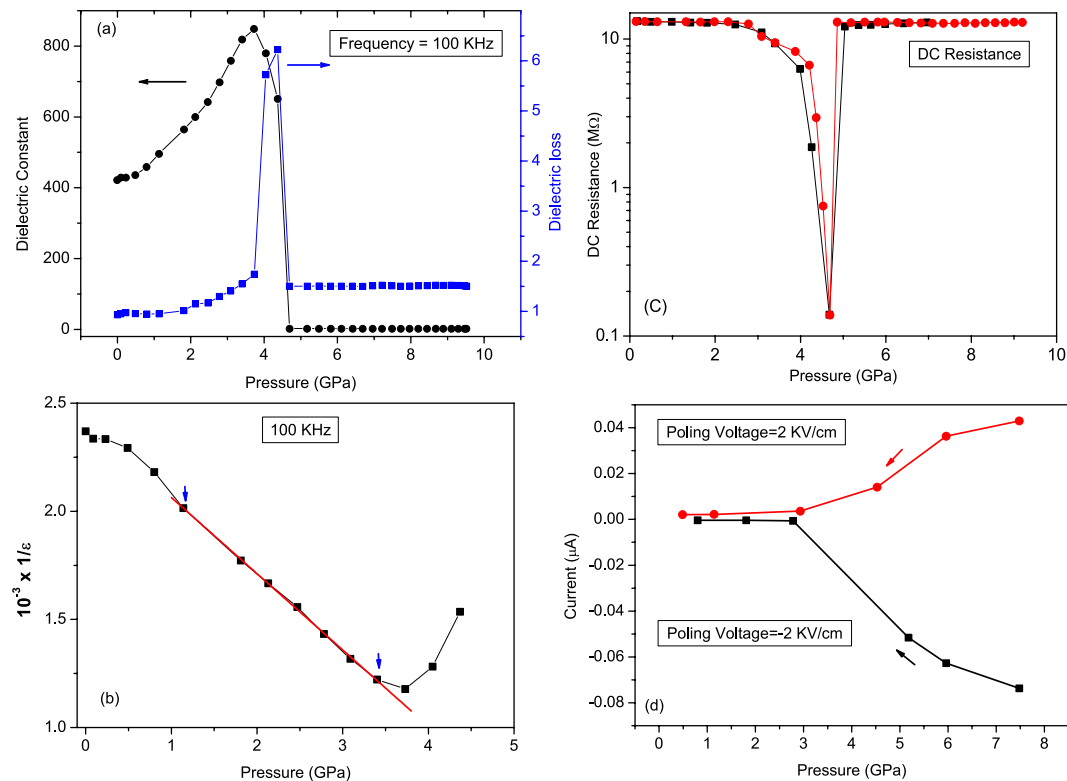 (a)
Frequency = 100 KHz
Dielectric Constant
800
600
400
200
0
Dielectric loss
6
5
4
3
2
1
0 2 4 6 8 10
Pressure (GPa)
(C)
DC Resistance
DC Resistance (MΩ)
10
1
0.1
0 2 4 6 8 10
Pressure (GPa)
(b)
100 KHz
10⁻³ x 1/ε
2.5
2.0
1.5
1.0
0 1 2 3 4 5
Pressure (GPa)
(d)
Poling Voltage=2 KV/cm
Poling Voltage=-2 KV/cm
Current (μA)
0.04
0.02
0.00
-0.02
-0.04
-0.06
-0.08
0 1 2 3 4 5 6 7 8
Pressure (GPa)